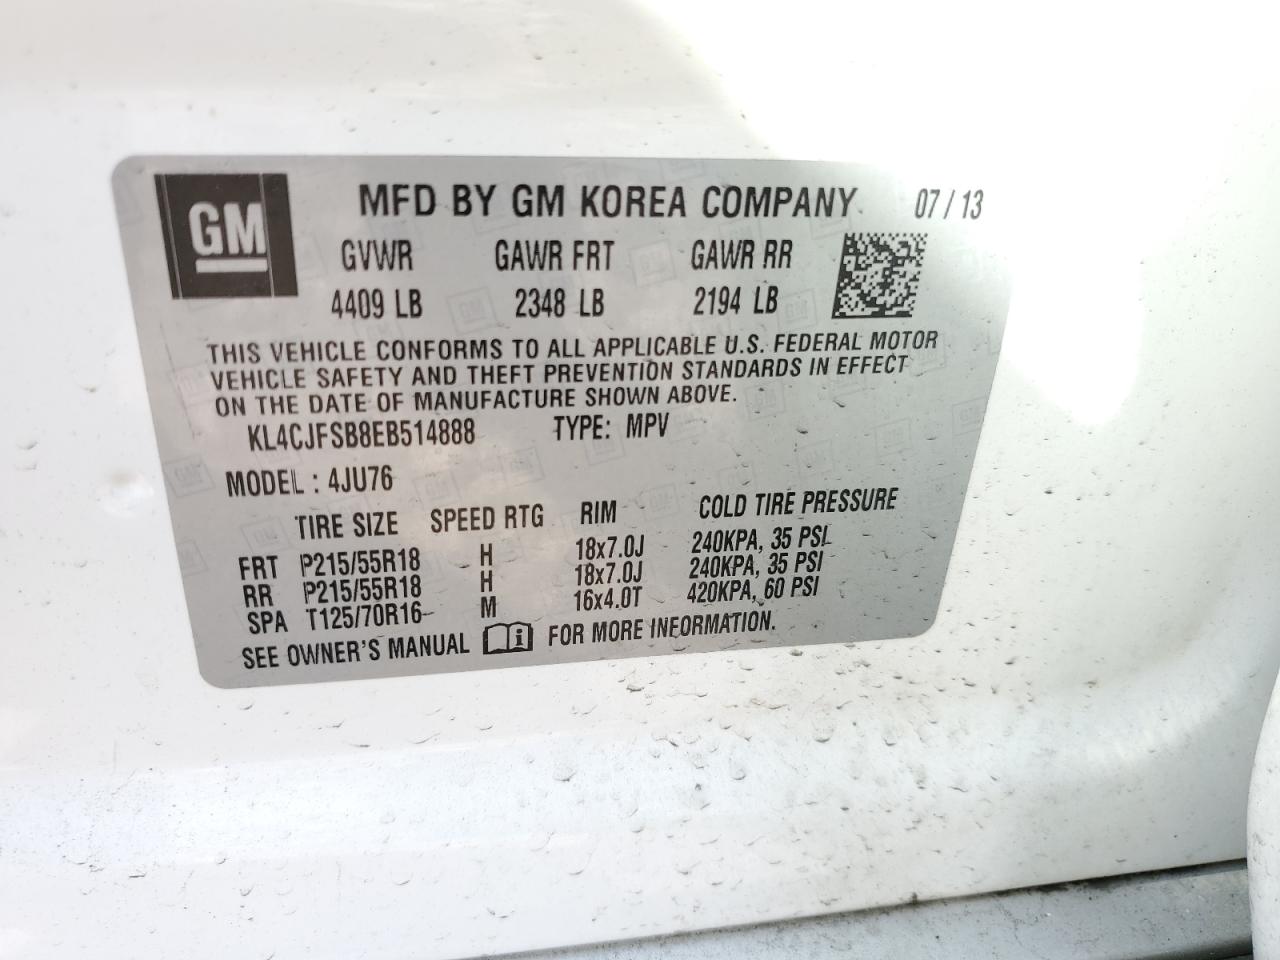 GM
MFD BY GM KOREA COMPANY 07/13
GVWR GAWR FRT GAWR RR
4409 LB 2348 LB 2194 LB
THIS VEHICLE CONFORMS TO ALL APPLICABLE U.S. FEDERAL MOTOR
VEHICLE SAFETY AND THEFT PREVENTION STANDARDS IN EFFECT
ON THE DATE OF MANUFACTURE SHOWN ABOVE.
KL4CJFSB8EB514888 TYPE: MPV
MODEL : 4JU76
TIRE SIZE SPEED RTG RIM COLD TIRE PRESSURE
FRT P215/55R18 H 18x7.0J 240KPA, 35 PSI
RR P215/55R18 H 18x7.0J 240KPA, 35 PSI
SPA T125/70R16 M 16x4.0T 420KPA, 60 PSI
SEE OWNER'S MANUAL FOR MORE INFORMATION.